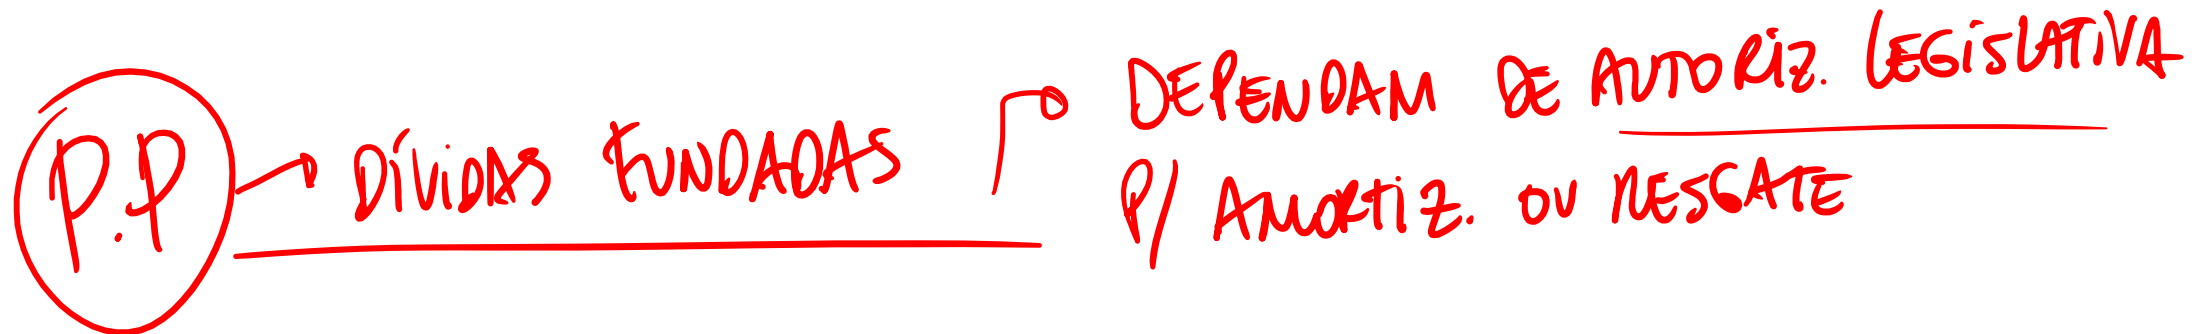 P.P DÍVIDAS FUNDADAS
DEPENDAM DE AUTORIZ. LEGISLATIVA
P/ AMORTIZ. OU RESGATE